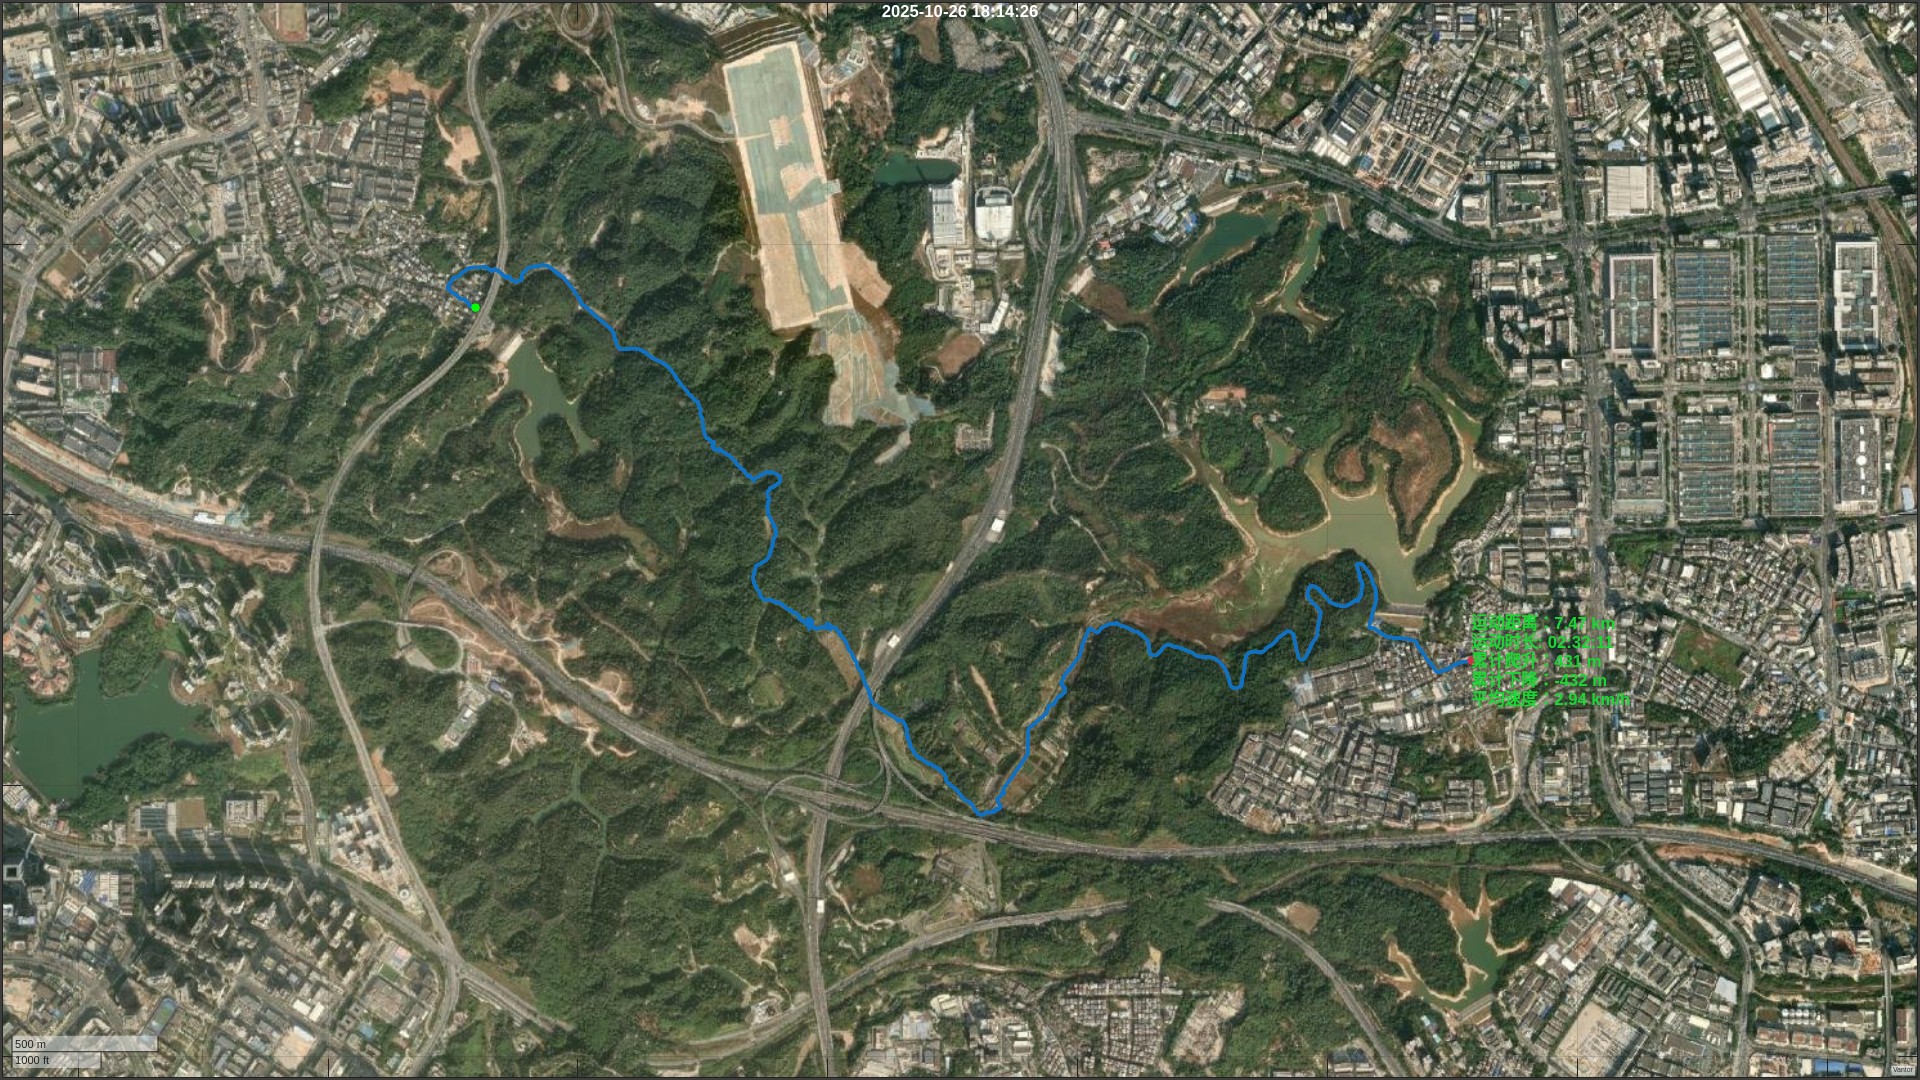 2025-10-26 18:14:26
运动距离：7.47 km
运动时长: 02:32:11
累计爬升：431 m
累计下降：-432 m
平均速度：2.94 km/h
500 m
1000 ft
Vantor